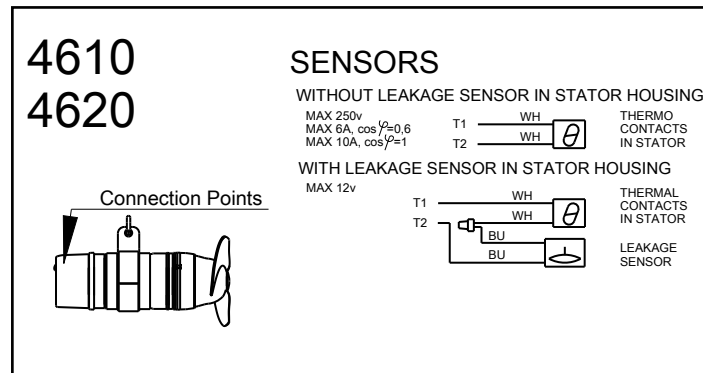 4610
4620
SENSORS
WITHOUT LEAKAGE SENSOR IN STATOR HOUSING
MAX 250v
MAX 6A, cosφ=0,6
MAX 10A, cosφ=1
T1 WH
T2 WH
THERMO
CONTACTS
IN STATOR
WITH LEAKAGE SENSOR IN STATOR HOUSING
MAX 12v
T1 WH
T2 WH
BU
BU
THERMAL
CONTACTS
IN STATOR
LEAKAGE
SENSOR
Connection Points